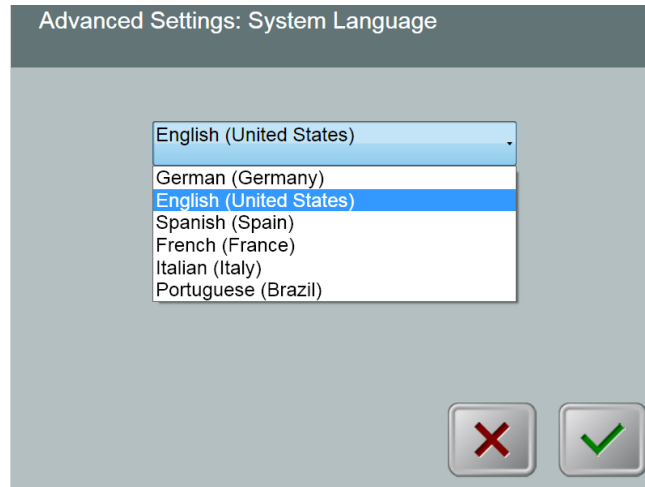 Advanced Settings: System Language
English (United States)
German (Germany)
English (United States)
Spanish (Spain)
French (France)
Italian (Italy)
Portuguese (Brazil)